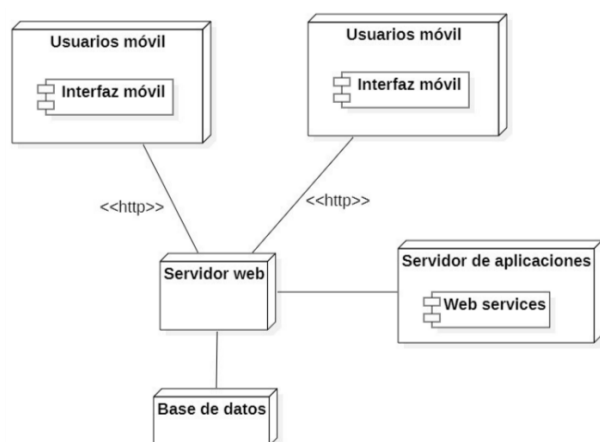 Usuarios móvil
Interfaz móvil
Usuarios móvil
Interfaz móvil
<<http>>
<<http>>
Servidor web
Servidor de aplicaciones
Web services
Base de datos